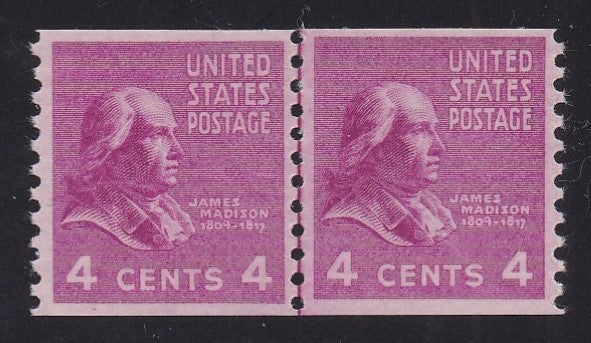 UNITED
STATES
POSTAGE
JAMES
MADISON
1809-1817
4 CENTS 4
UNITED
STATES
POSTAGE
JAMES
MADISON
1809-1817
4 CENTS 4